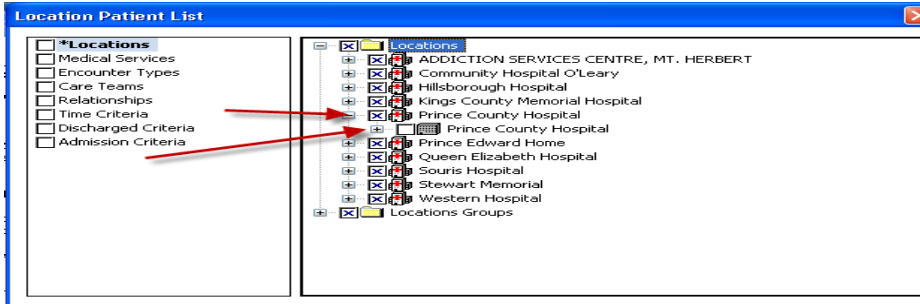 Location Patient List
*Locations
Medical Services
Encounter Types
Care Teams
Relationships
Time Criteria
Discharged Criteria
Admission Criteria
Locations
ADDICTION SERVICES CENTRE, MT. HERBERT
Community Hospital O'Leary
Hillsborough Hospital
Kings County Memorial Hospital
Prince County Hospital
Prince County Hospital
Prince Edward Home
Queen Elizabeth Hospital
Souris Hospital
Stewart Memorial
Western Hospital
Locations Groups